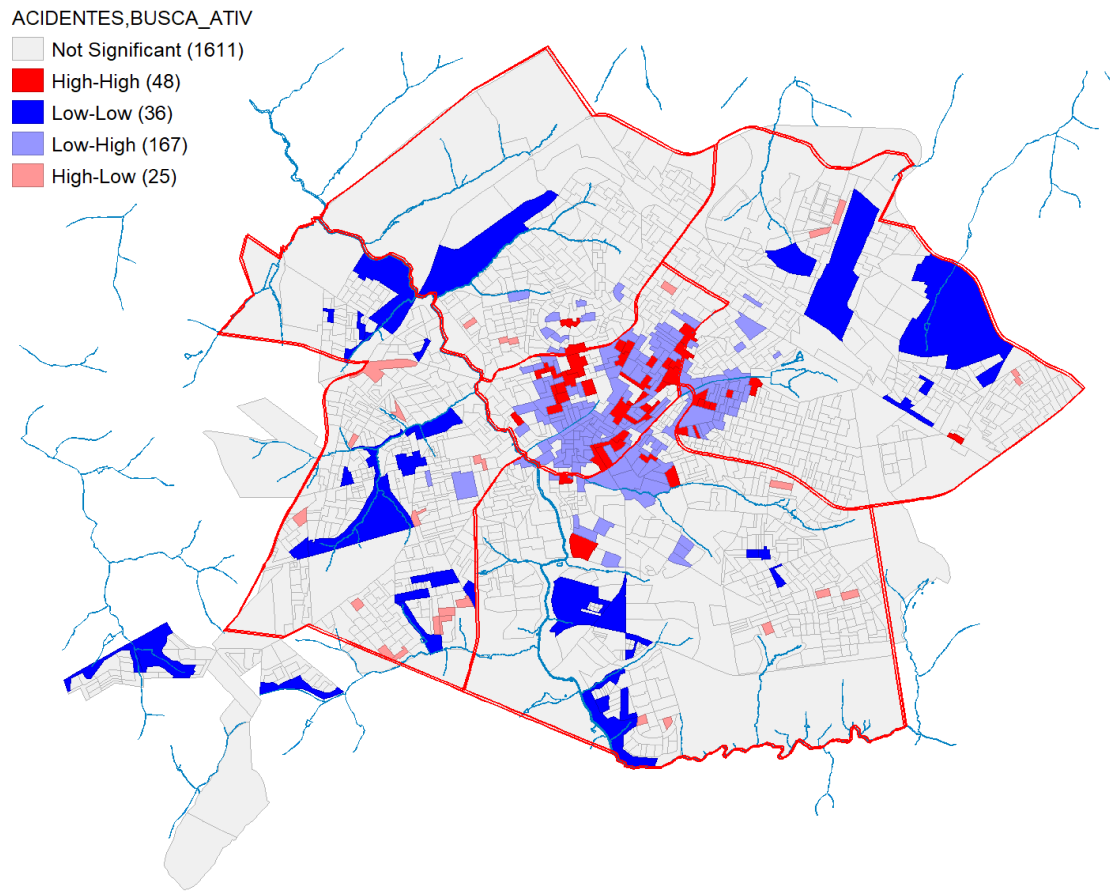 ACIDENTES,BUSCA_ATIV
Not Significant (1611)
High-High (48)
Low-Low (36)
Low-High (167)
High-Low (25)